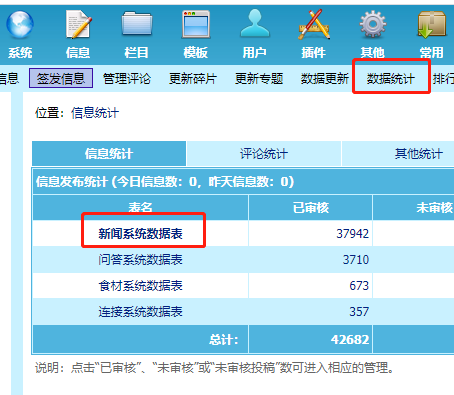 系统 信息 栏目 模板 用户 插件 其他 常用
信息 签发信息 管理评论 更新碎片 更新专题 数据更新 数据统计 排行
位置：信息统计
信息统计 评论统计 其他统计
信息发布统计 (今日信息数：0，昨天信息数：0)
表名 已审核 未审核
新闻系统数据表 37942
问答系统数据表 3710
食材系统数据表 673
连接系统数据表 357
总计： 42682
说明：点击“已审核”、“未审核”或“未审核投稿”数可进入相应的管理。